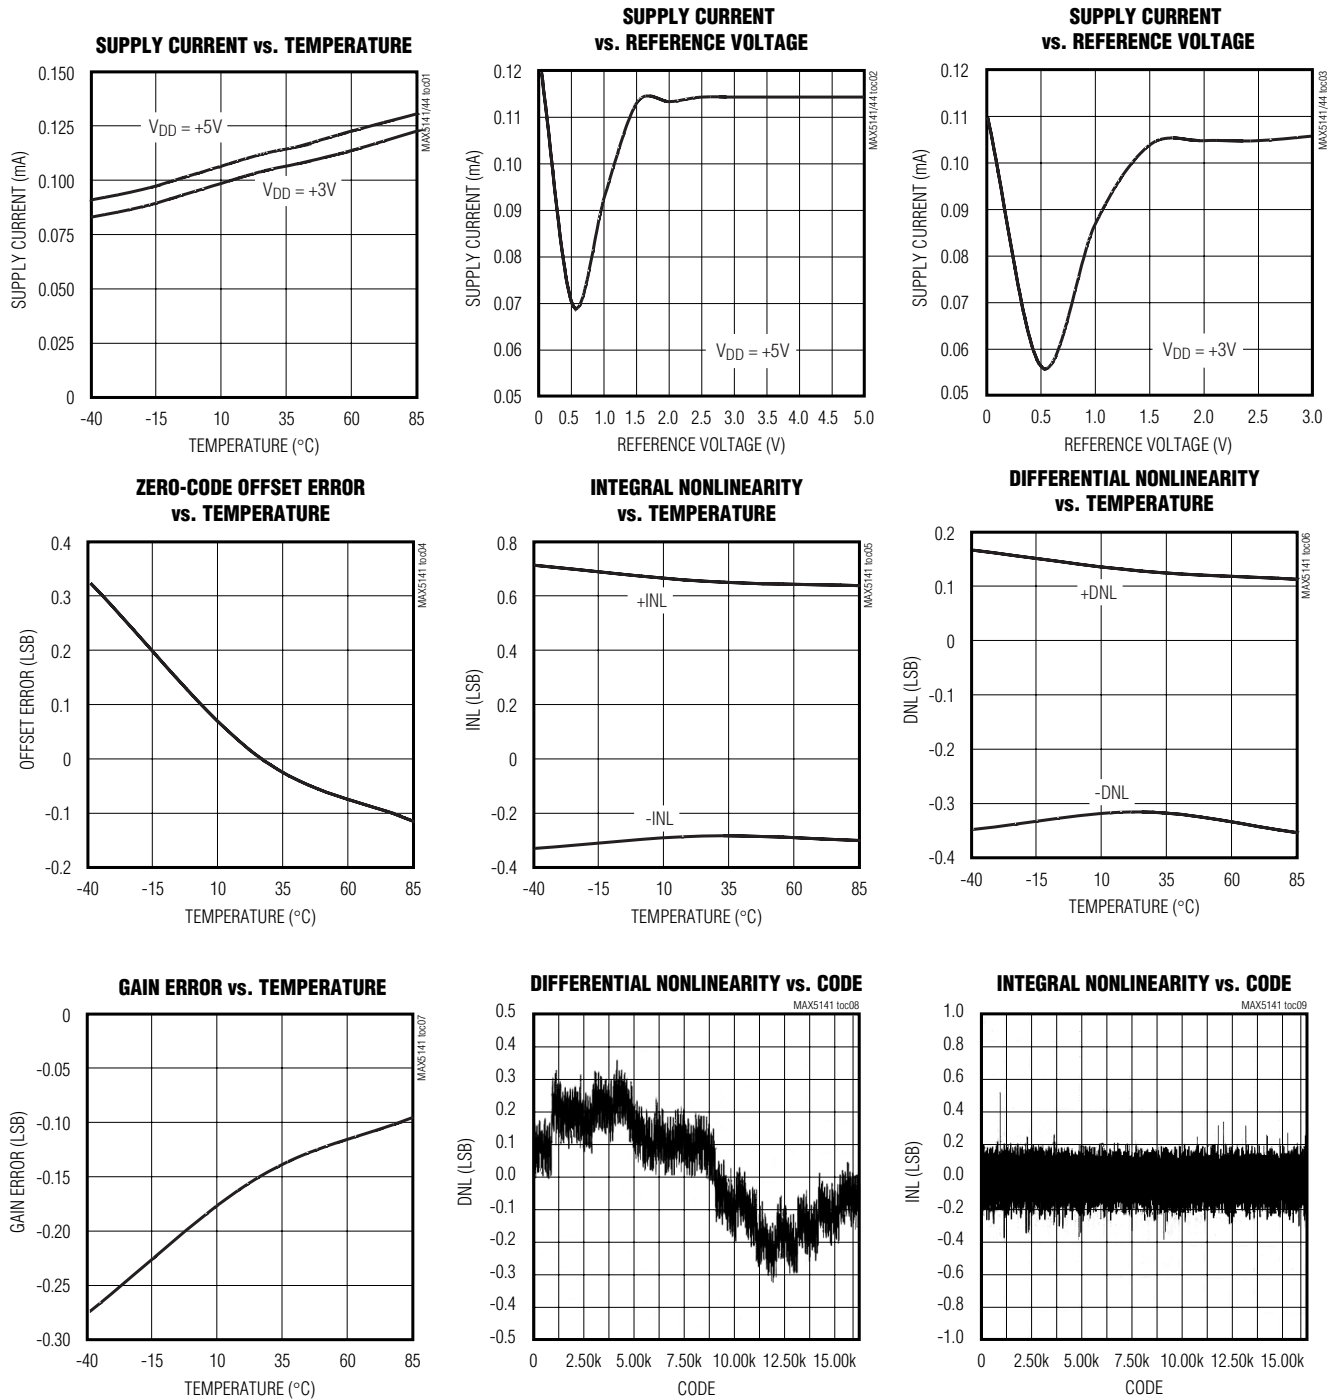 SUPPLY CURRENT vs. TEMPERATURE
0.150
0.125
0.100
0.075
0.050
0.025
0
SUPPLY CURRENT (mA)
VDD = +5V
VDD = +3V
MAX5141/44 toc01
-40 -15 10 35 60 85
TEMPERATURE (°C)
SUPPLY CURRENT
vs. REFERENCE VOLTAGE
0.12
0.11
0.10
0.09
0.08
0.07
0.06
0.05
SUPPLY CURRENT (mA)
VDD = +5V
MAX5141/44 toc02
0 0.5 1.0 1.5 2.0 2.5 3.0 3.5 4.0 4.5 5.0
REFERENCE VOLTAGE (V)
SUPPLY CURRENT
vs. REFERENCE VOLTAGE
0.12
0.11
0.10
0.09
0.08
0.07
0.06
0.05
SUPPLY CURRENT (mA)
VDD = +3V
MAX5141/44 toc03
0 0.5 1.0 1.5 2.0 2.5 3.0
REFERENCE VOLTAGE (V)
ZERO-CODE OFFSET ERROR
vs. TEMPERATURE
0.4
0.3
0.2
0.1
0
-0.1
-0.2
OFFSET ERROR (LSB)
MAX5141 toc04
-40 -15 10 35 60 85
TEMPERATURE (°C)
INTEGRAL NONLINEARITY
vs. TEMPERATURE
0.8
0.6
0.4
0.2
0
-0.2
-0.4
INL (LSB)
+INL
-INL
MAX5141 toc05
-40 -15 10 35 60 85
TEMPERATURE (°C)
DIFFERENTIAL NONLINEARITY
vs. TEMPERATURE
0.2
0.1
0
-0.1
-0.2
-0.3
-0.4
DNL (LSB)
+DNL
-DNL
MAX5141 toc06
-40 -15 10 35 60 85
TEMPERATURE (°C)
GAIN ERROR vs. TEMPERATURE
0
-0.05
-0.10
-0.15
-0.20
-0.25
-0.30
GAIN ERROR (LSB)
MAX5141 toc07
-40 -15 10 35 60 85
TEMPERATURE (°C)
DIFFERENTIAL NONLINEARITY vs. CODE
MAX5141 toc08
0.5
0.4
0.3
0.2
0.1
0.0
-0.1
-0.2
-0.3
-0.4
-0.5
DNL (LSB)
0 2.50k 5.00k 7.50k 10.00k 12.50k 15.00k
CODE
INTEGRAL NONLINEARITY vs. CODE
MAX5141 toc09
1.0
0.8
0.6
0.4
0.2
0.0
-0.2
-0.4
-0.6
-0.8
-1.0
INL (LSB)
0 2.50k 5.00k 7.50k 10.00k 12.50k 15.00k
CODE